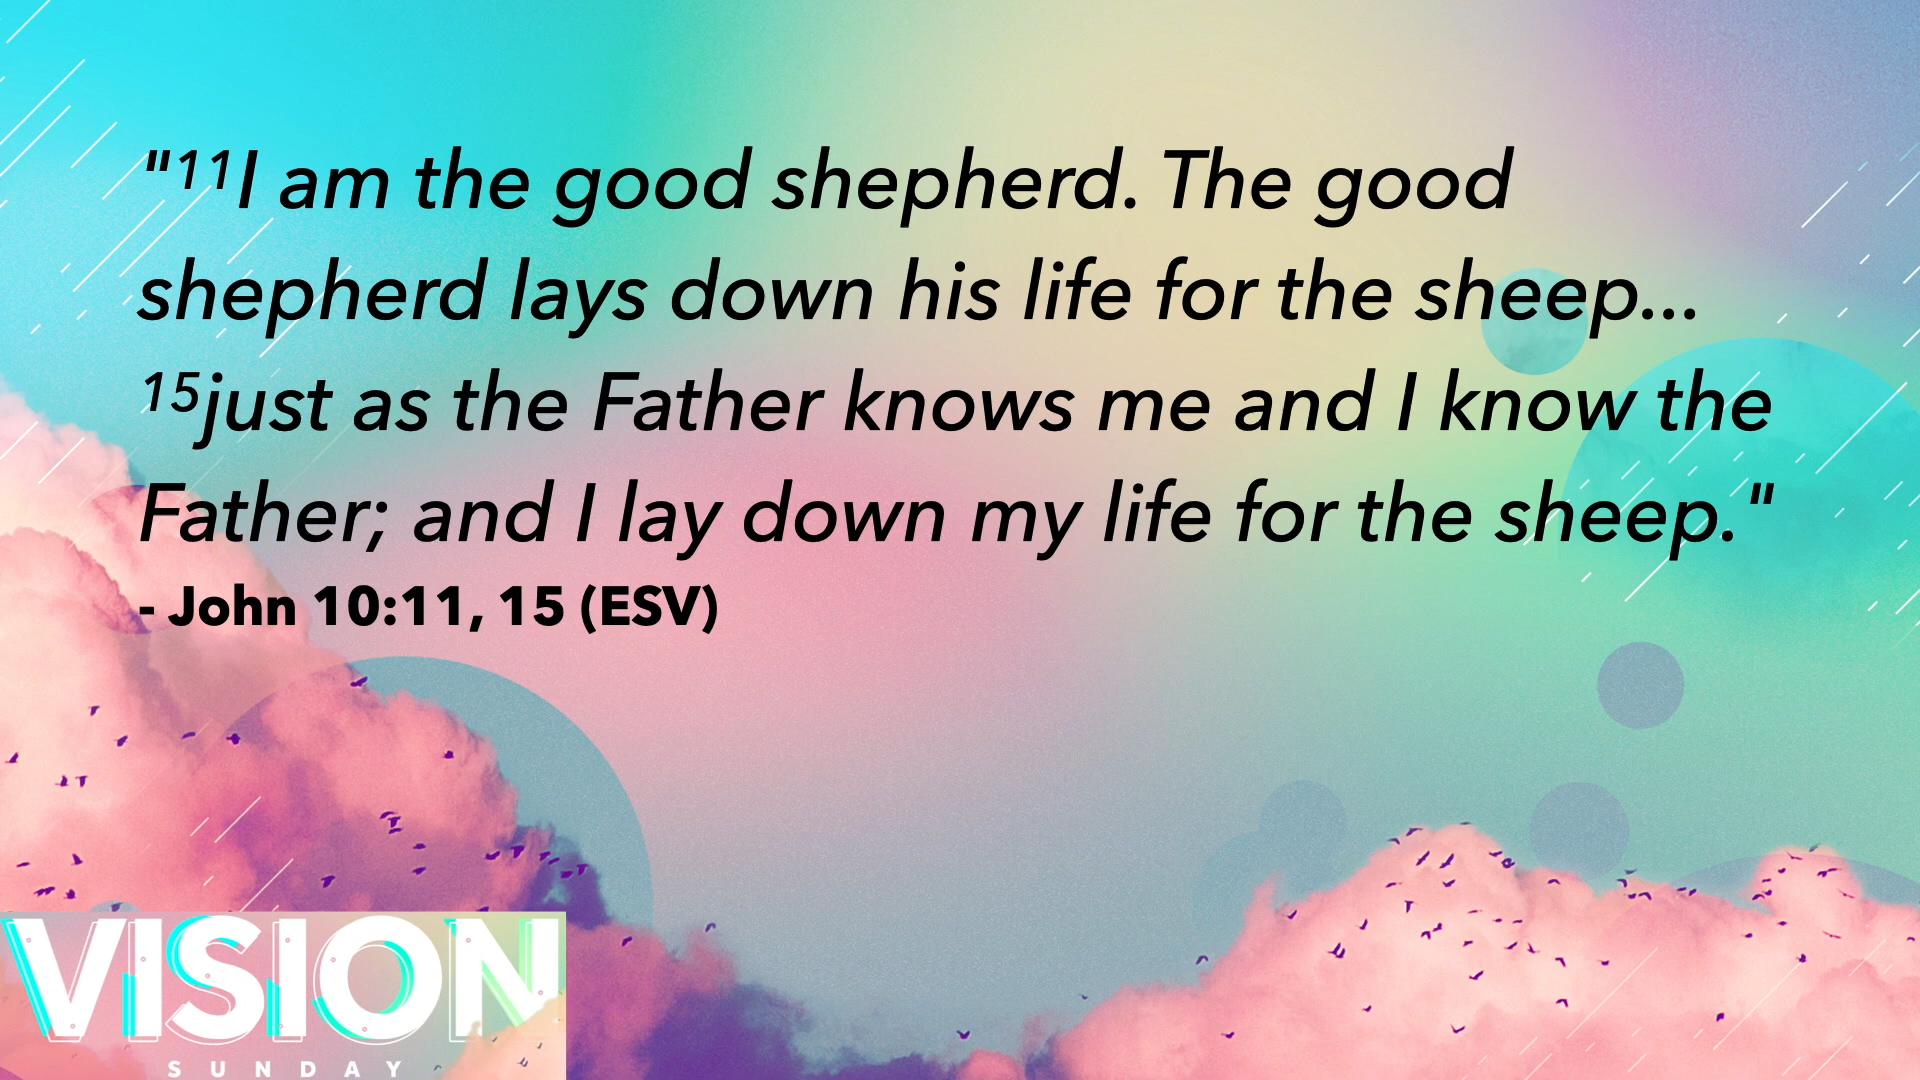 "11I am the good shepherd. The good
shepherd lays down his life for the sheep...
15just as the Father knows me and I know the
Father; and I lay down my life for the sheep."
- John 10:11, 15 (ESV)
VISION
SUNDAY